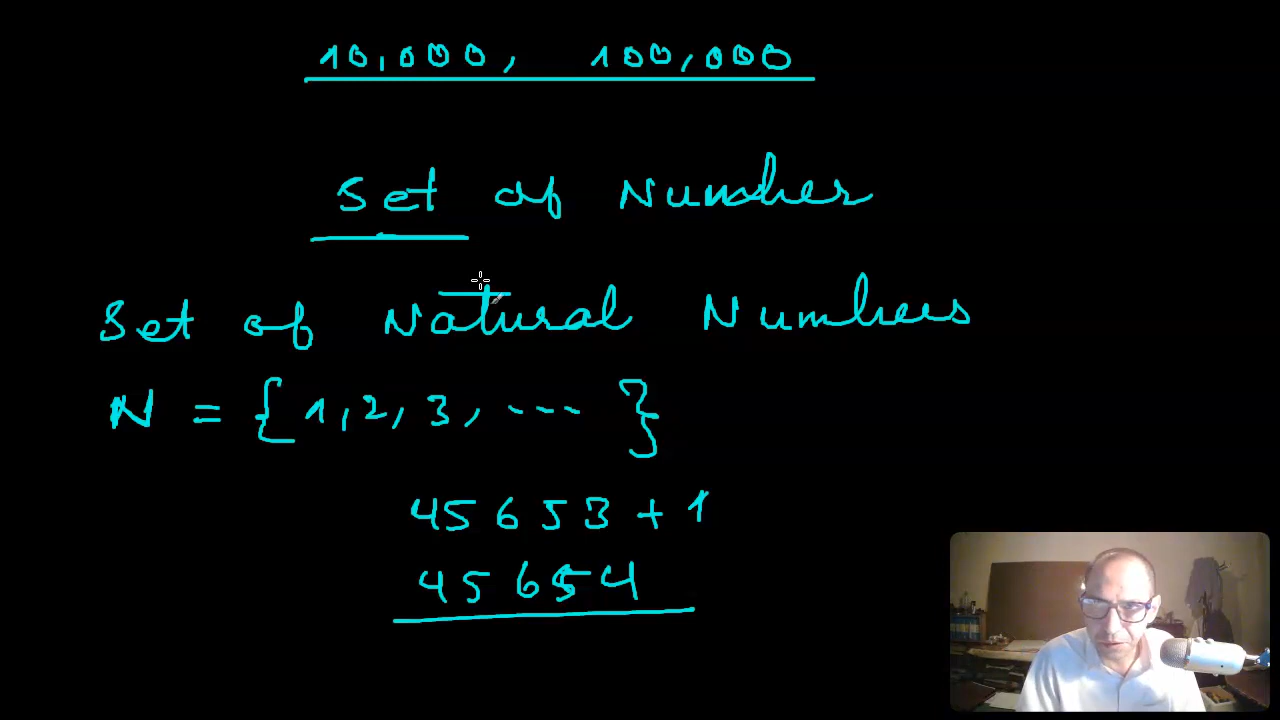 10,000, 100,000
Set of Number
Set of Natural Numbers
N = {1, 2, 3, ... }
45653 + 1
45654